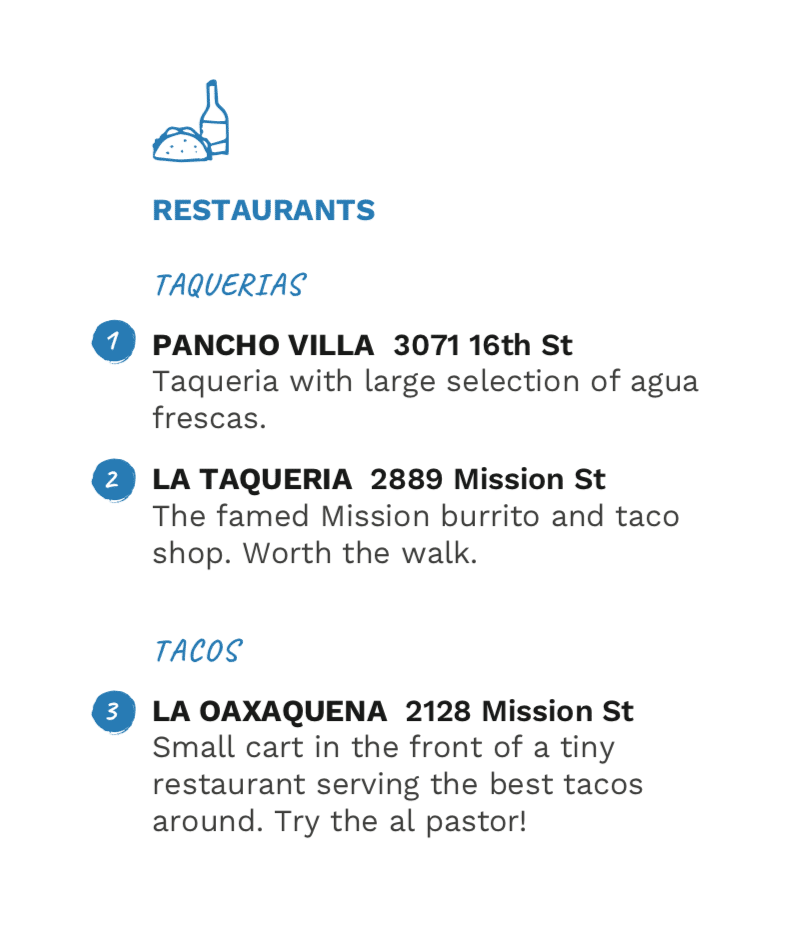 RESTAURANTS
TAQUERIAS
1
PANCHO VILLA 3071 16th St
Taqueria with large selection of agua
frescas.
2
LA TAQUERIA 2889 Mission St
The famed Mission burrito and taco
shop. Worth the walk.
TACOS
3
LA OAXAQUENA 2128 Mission St
Small cart in the front of a tiny
restaurant serving the best tacos
around. Try the al pastor!